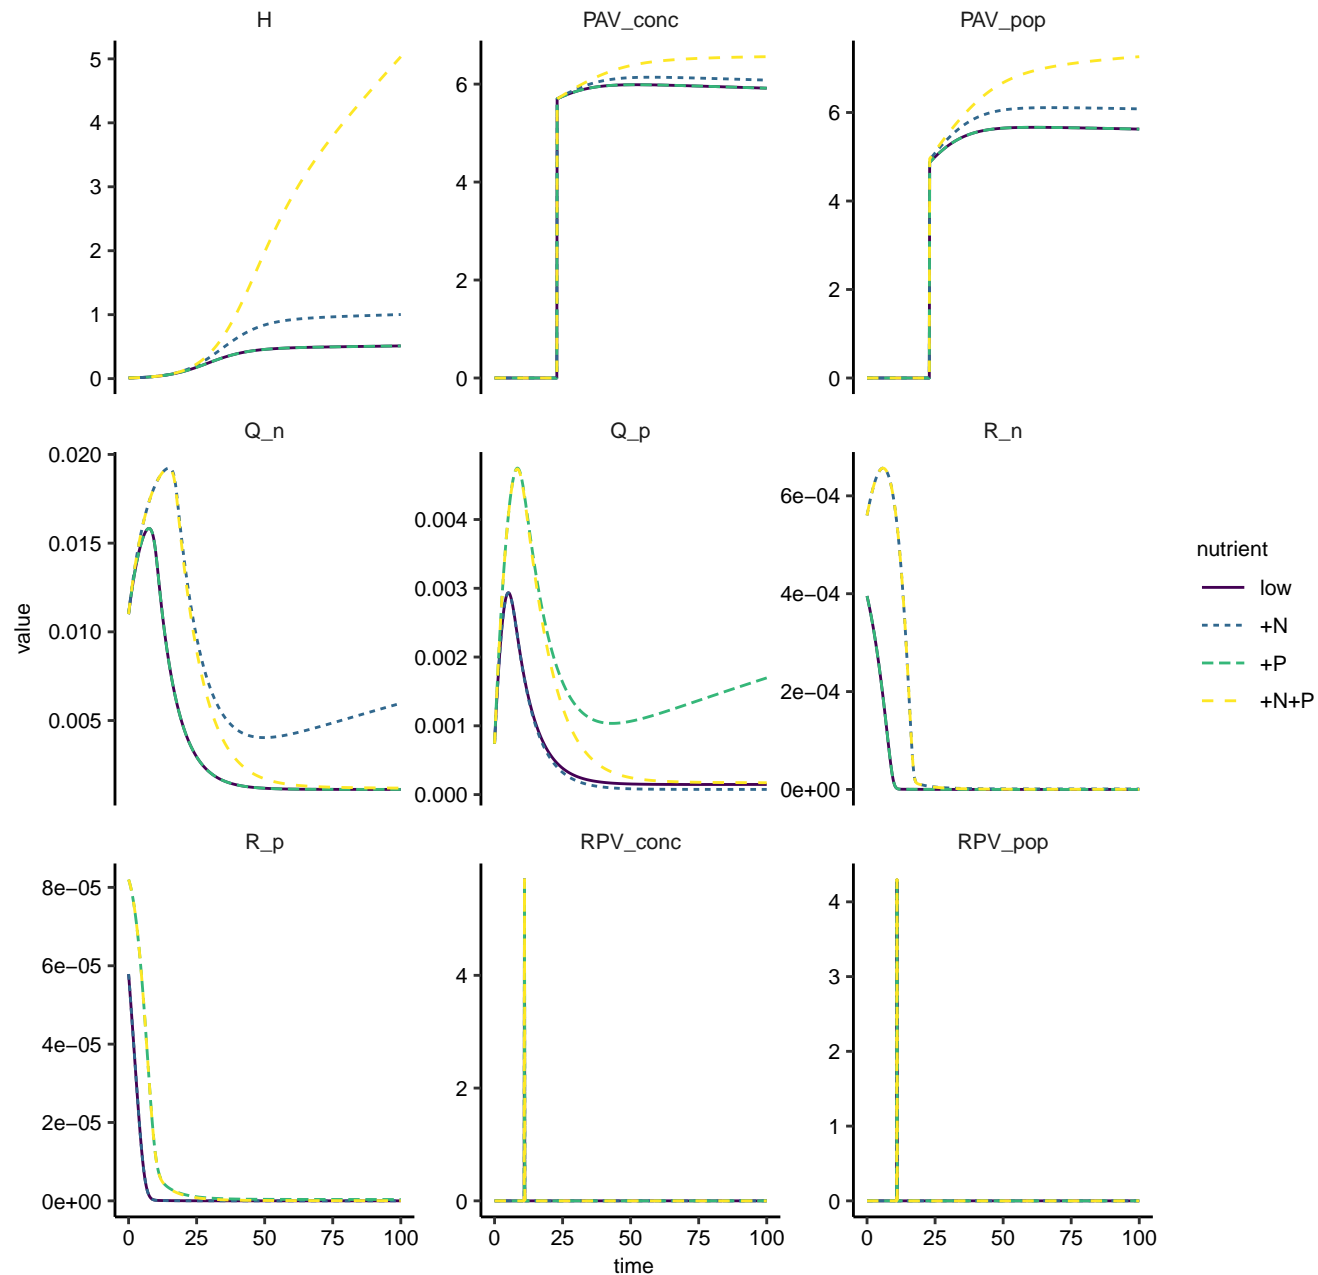 H
PAV_conc
PAV_pop
5
4
3
2
1
0
6
4
2
0
6
4
2
0
Q_n
Q_p
R_n
0.020
0.015
0.010
0.005
0.004
0.003
0.002
0.001
0.000
6e−04
4e−04
2e−04
0e+00
R_p
RPV_conc
RPV_pop
8e−05
6e−05
4e−05
2e−05
0e+00
4
2
0
4
3
2
1
0
0 25 50 75 100
0 25 50 75 100
0 25 50 75 100
time
value
nutrient
low
+N
+P
+N+P